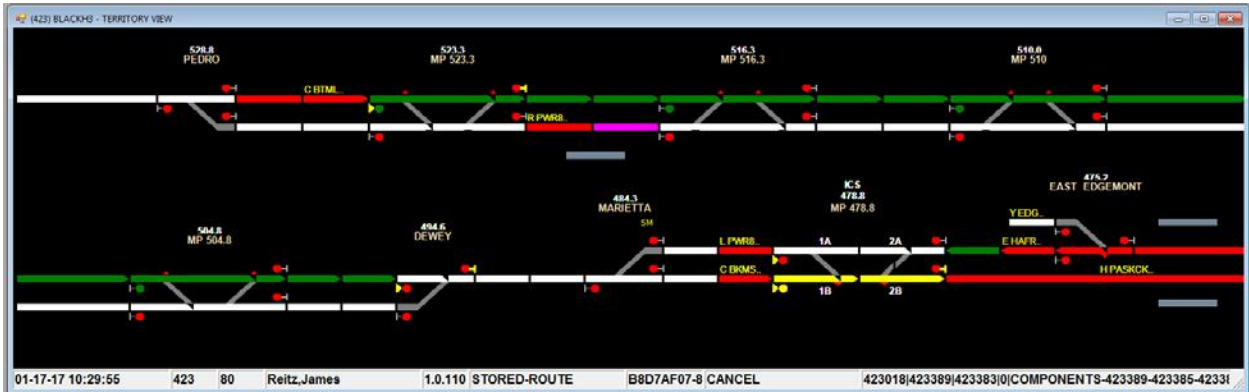 (423) BLACKH3 - TERRITORY VIEW
528.8
PEDRO
523.3
MP 523.3
516.3
MP 516.3
510.0
MP 510
C BTML..
R PWR8..
484.3
MARIETTA
SM
ICS
478.8
MP 478.8
475.2
EAST EDGEMONT
504.8
MP 504.8
494.6
DEWEY
Y EDG..
L PWR8..
1A
2A
E HAFR..
C BKMS..
H PASKCK..
1B
2B
01-17-17 10:29:55 423 80 Reitz,James 1.0.110 STORED-ROUTE B8D7AF07-8 CANCEL 423018|423389|423383|0|COMPONENTS-423389-423385-42338